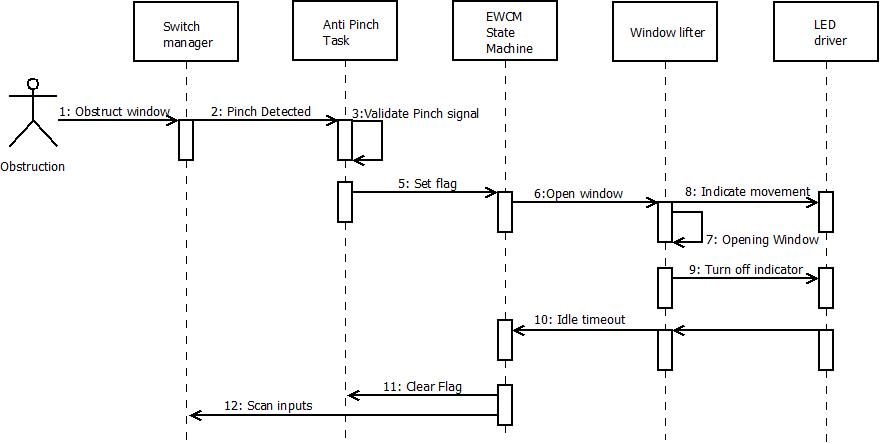 Switch
manager
Anti Pinch
Task
EWCM
State
Machine
Window lifter
LED
driver
1: Obstruct window
2: Pinch Detected
3:Validate Pinch signal
Obstruction
5: Set flag
6:Open window
8: Indicate movement
7: Opening Window
9: Turn off indicator
10: Idle timeout
11: Clear Flag
12: Scan inputs